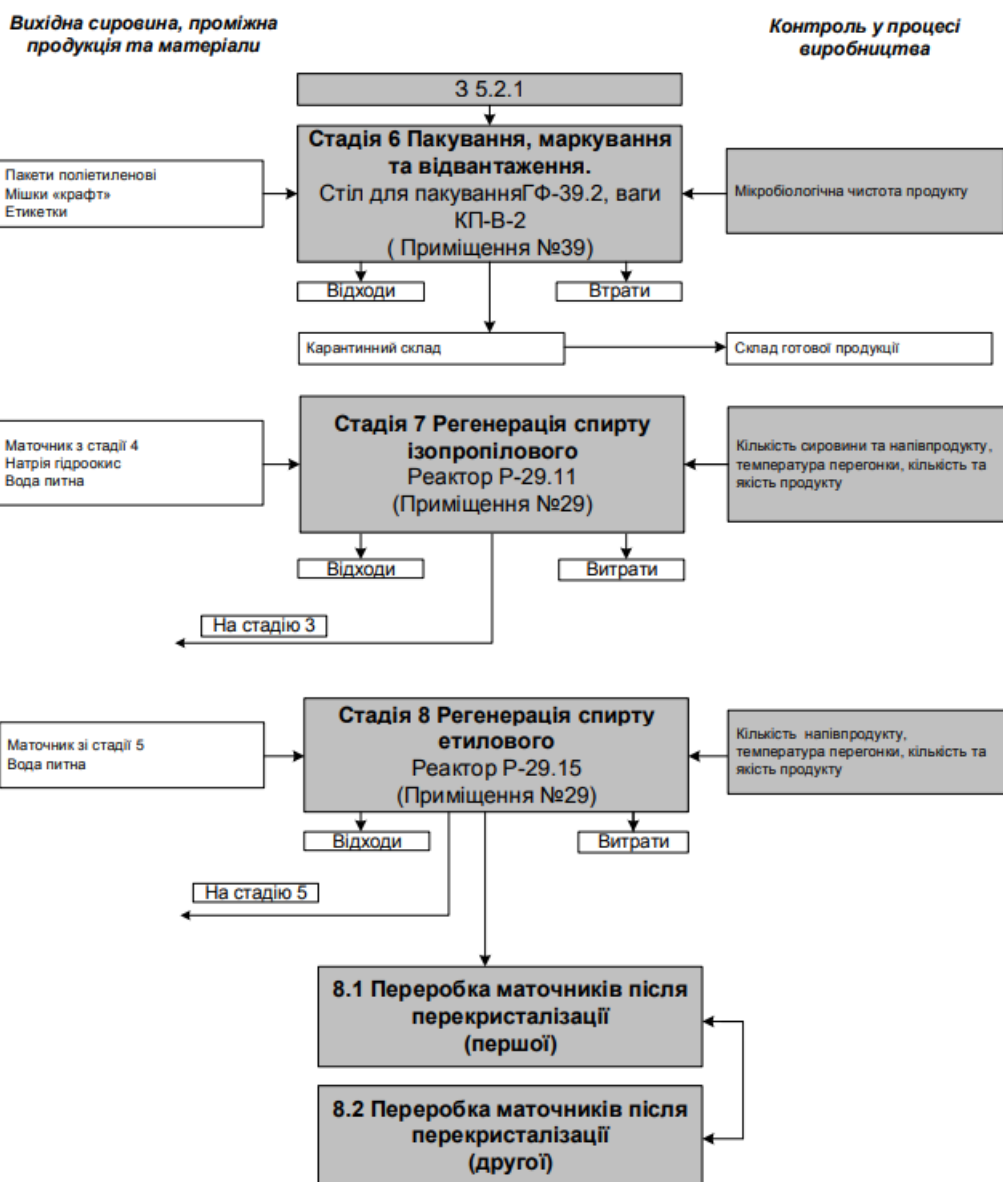 Вихідна сировина, проміжна
продукція та матеріали
Контроль у процесі
виробництва
З 5.2.1
Стадія 6 Пакування, маркування
та відвантаження.
Стіл для пакуванняГФ-39.2, ваги
КП-В-2
( Приміщення №39)
Пакети поліетиленові
Мішки «крафт»
Етикетки
Мікробіологічна чистота продукту
Відходи
Втрати
Карантинний склад
Склад готової продукції
Стадія 7 Регенерація спирту
ізопропілового
Реактор Р-29.11
(Приміщення №29)
Маточник з стадії 4
Натрія гідроокис
Вода питна
Кількість сировини та напівпродукту,
температура перегонки, кількість та
якість продукту
Відходи
Витрати
На стадію 3
Стадія 8 Регенерація спирту
етилового
Реактор Р-29.15
(Приміщення №29)
Маточник зі стадії 5
Вода питна
Кількість напівпродукту,
температура перегонки, кількість та
якість продукту
Відходи
Витрати
На стадію 5
8.1 Переробка маточників після
перекристалізації
(першої)
8.2 Переробка маточників після
перекристалізації
(другої)